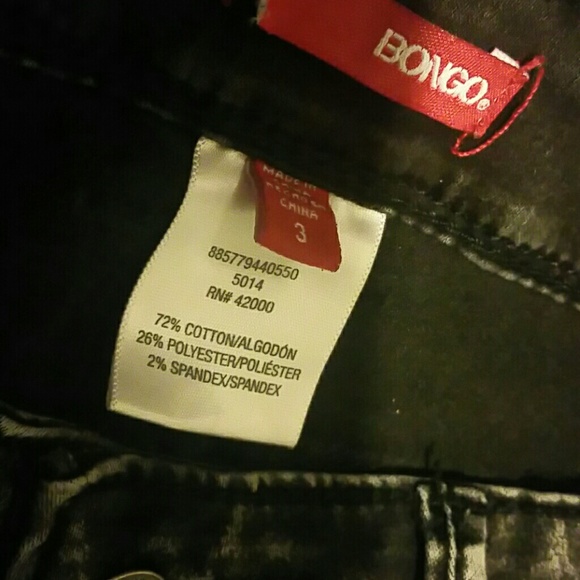 BONGO.
MADE IN
CHINA
3
885779440550
5014
RN# 42000
72% COTTON/ALGODÓN
26% POLYESTER/POLIÉSTER
2% SPANDEX/SPANDEX